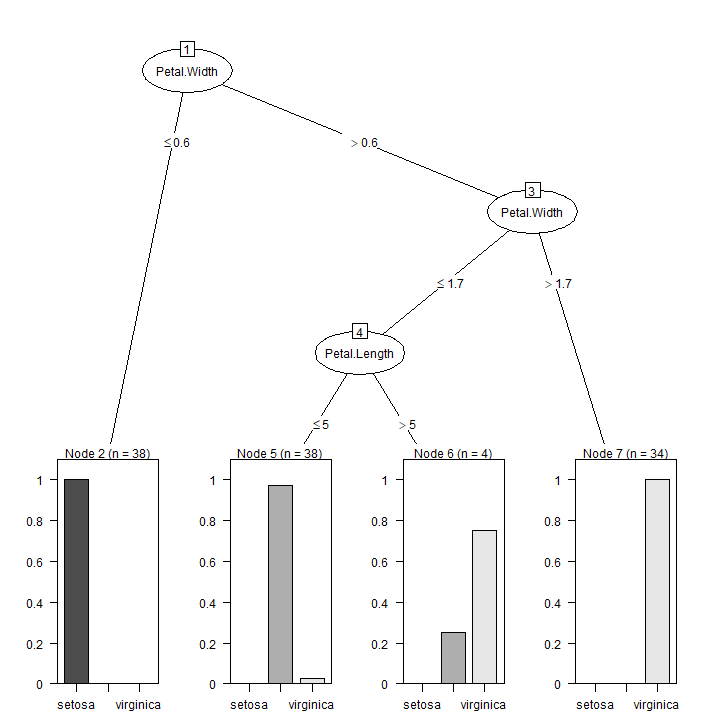 1
Petal.Width
≤ 0.6
> 0.6
3
Petal.Width
≤ 1.7
> 1.7
4
Petal.Length
≤ 5
> 5
Node 2 (n = 38)
1
0.8
0.6
0.4
0.2
0
setosa
virginica
Node 5 (n = 38)
1
0.8
0.6
0.4
0.2
0
setosa
virginica
Node 6 (n = 4)
1
0.8
0.6
0.4
0.2
0
setosa
virginica
Node 7 (n = 34)
1
0.8
0.6
0.4
0.2
0
setosa
virginica